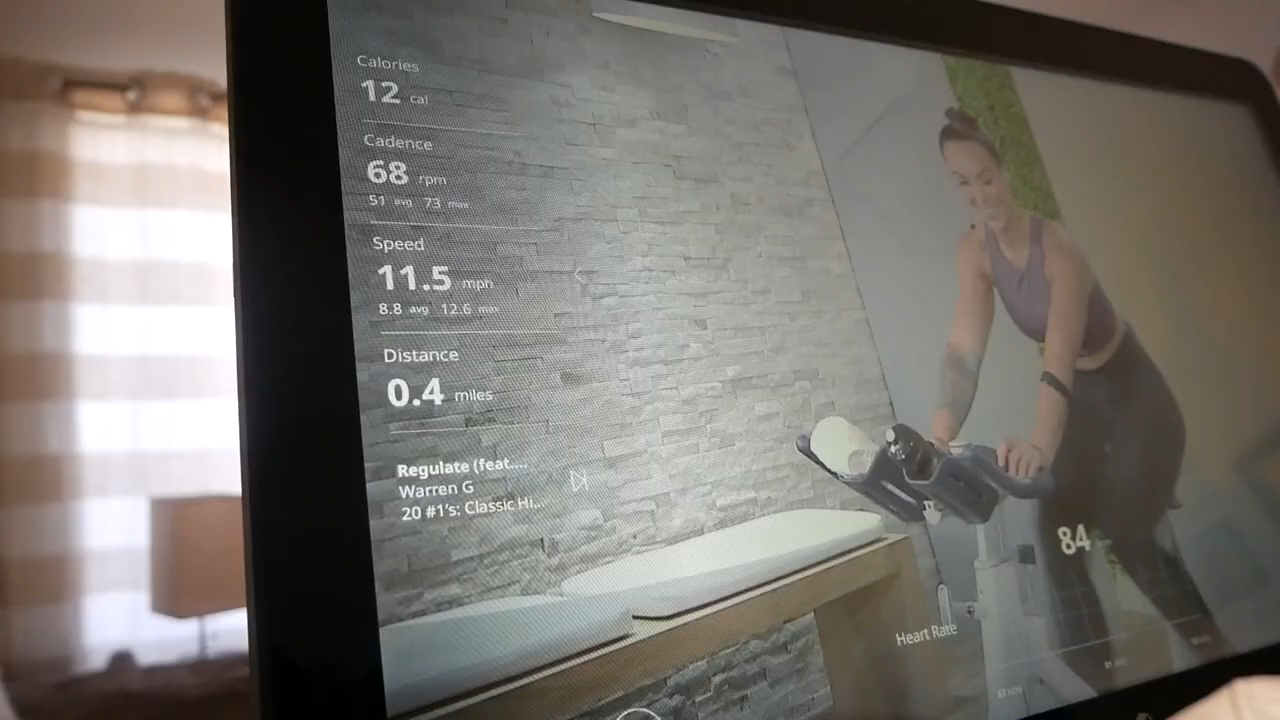 Calories
12 cal
Cadence
68 rpm
51 avg 73 max
Speed
11.5 mph
8.8 avg 12.6 max
Distance
0.4 miles
Regulate (feat....
Warren G
20 #1's: Classic Hi...
84
Heart Rate